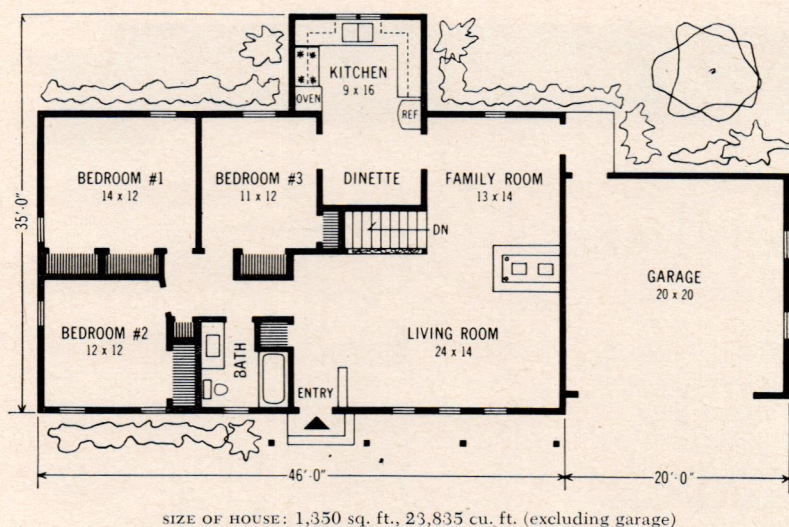 KITCHEN
9 x 16
OVEN
REF
BEDROOM #1
14 x 12
BEDROOM #3
11 x 12
DINETTE
FAMILY ROOM
13 x 14
35'-0"
DN
GARAGE
20 x 20
BEDROOM #2
12 x 12
BATH
LIVING ROOM
24 x 14
ENTRY
46'-0"
20'-0"
SIZE OF HOUSE: 1,350 sq. ft., 23,835 cu. ft. (excluding garage)